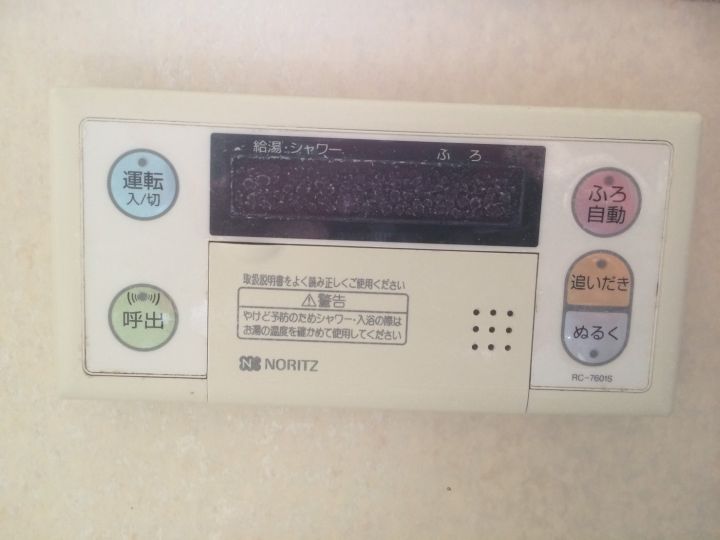 給湯・シャワー
ふろ
運転
入/切
ふろ
自動
取扱説明書をよく読み正しくご使用ください
⚠警告
やけど予防のためシャワー・入浴の際は
お湯の温度を確かめて使用してください
追いだき
呼出
ぬるく
NORITZ
RC-7601S